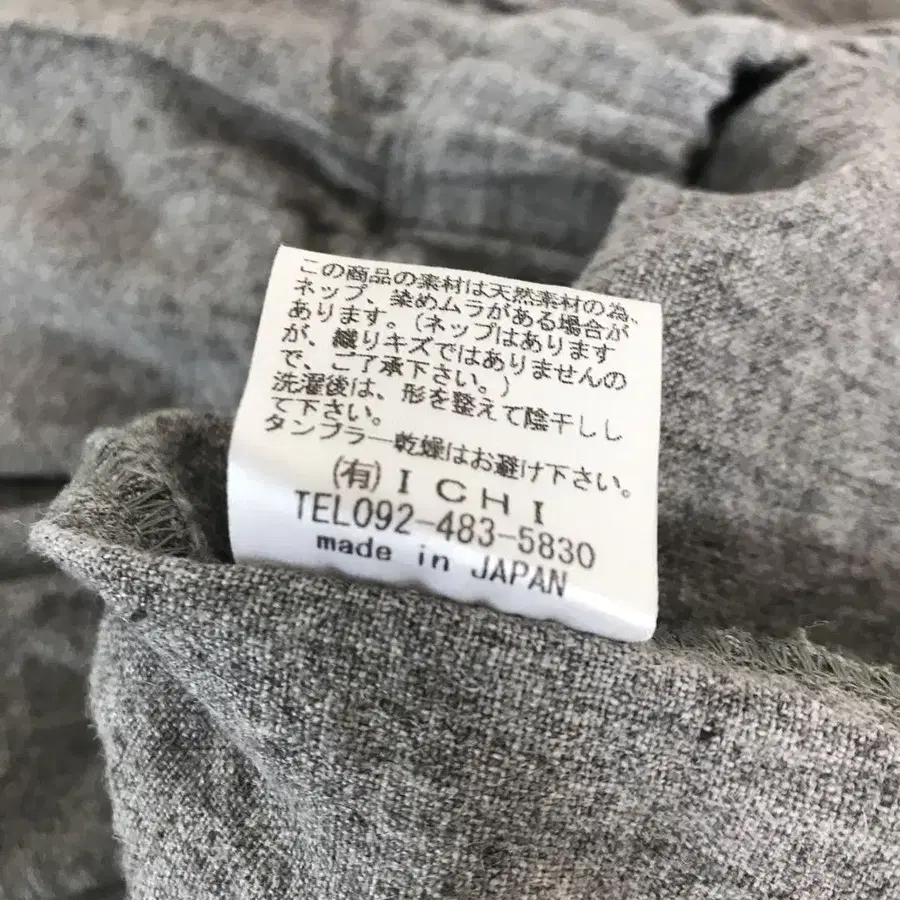 この商品の素材は天然素材の為、
ネップ、染めムラがある場合が
あります。(ネップはあります
が、織りキズではありませんの
で、ご了承下さい。)
洗濯後は、形を整えて陰干しし
て下さい。
タンブラー乾燥はお避け下さい。
(有)ICHI
TEL092-483-5830
made in JAPAN